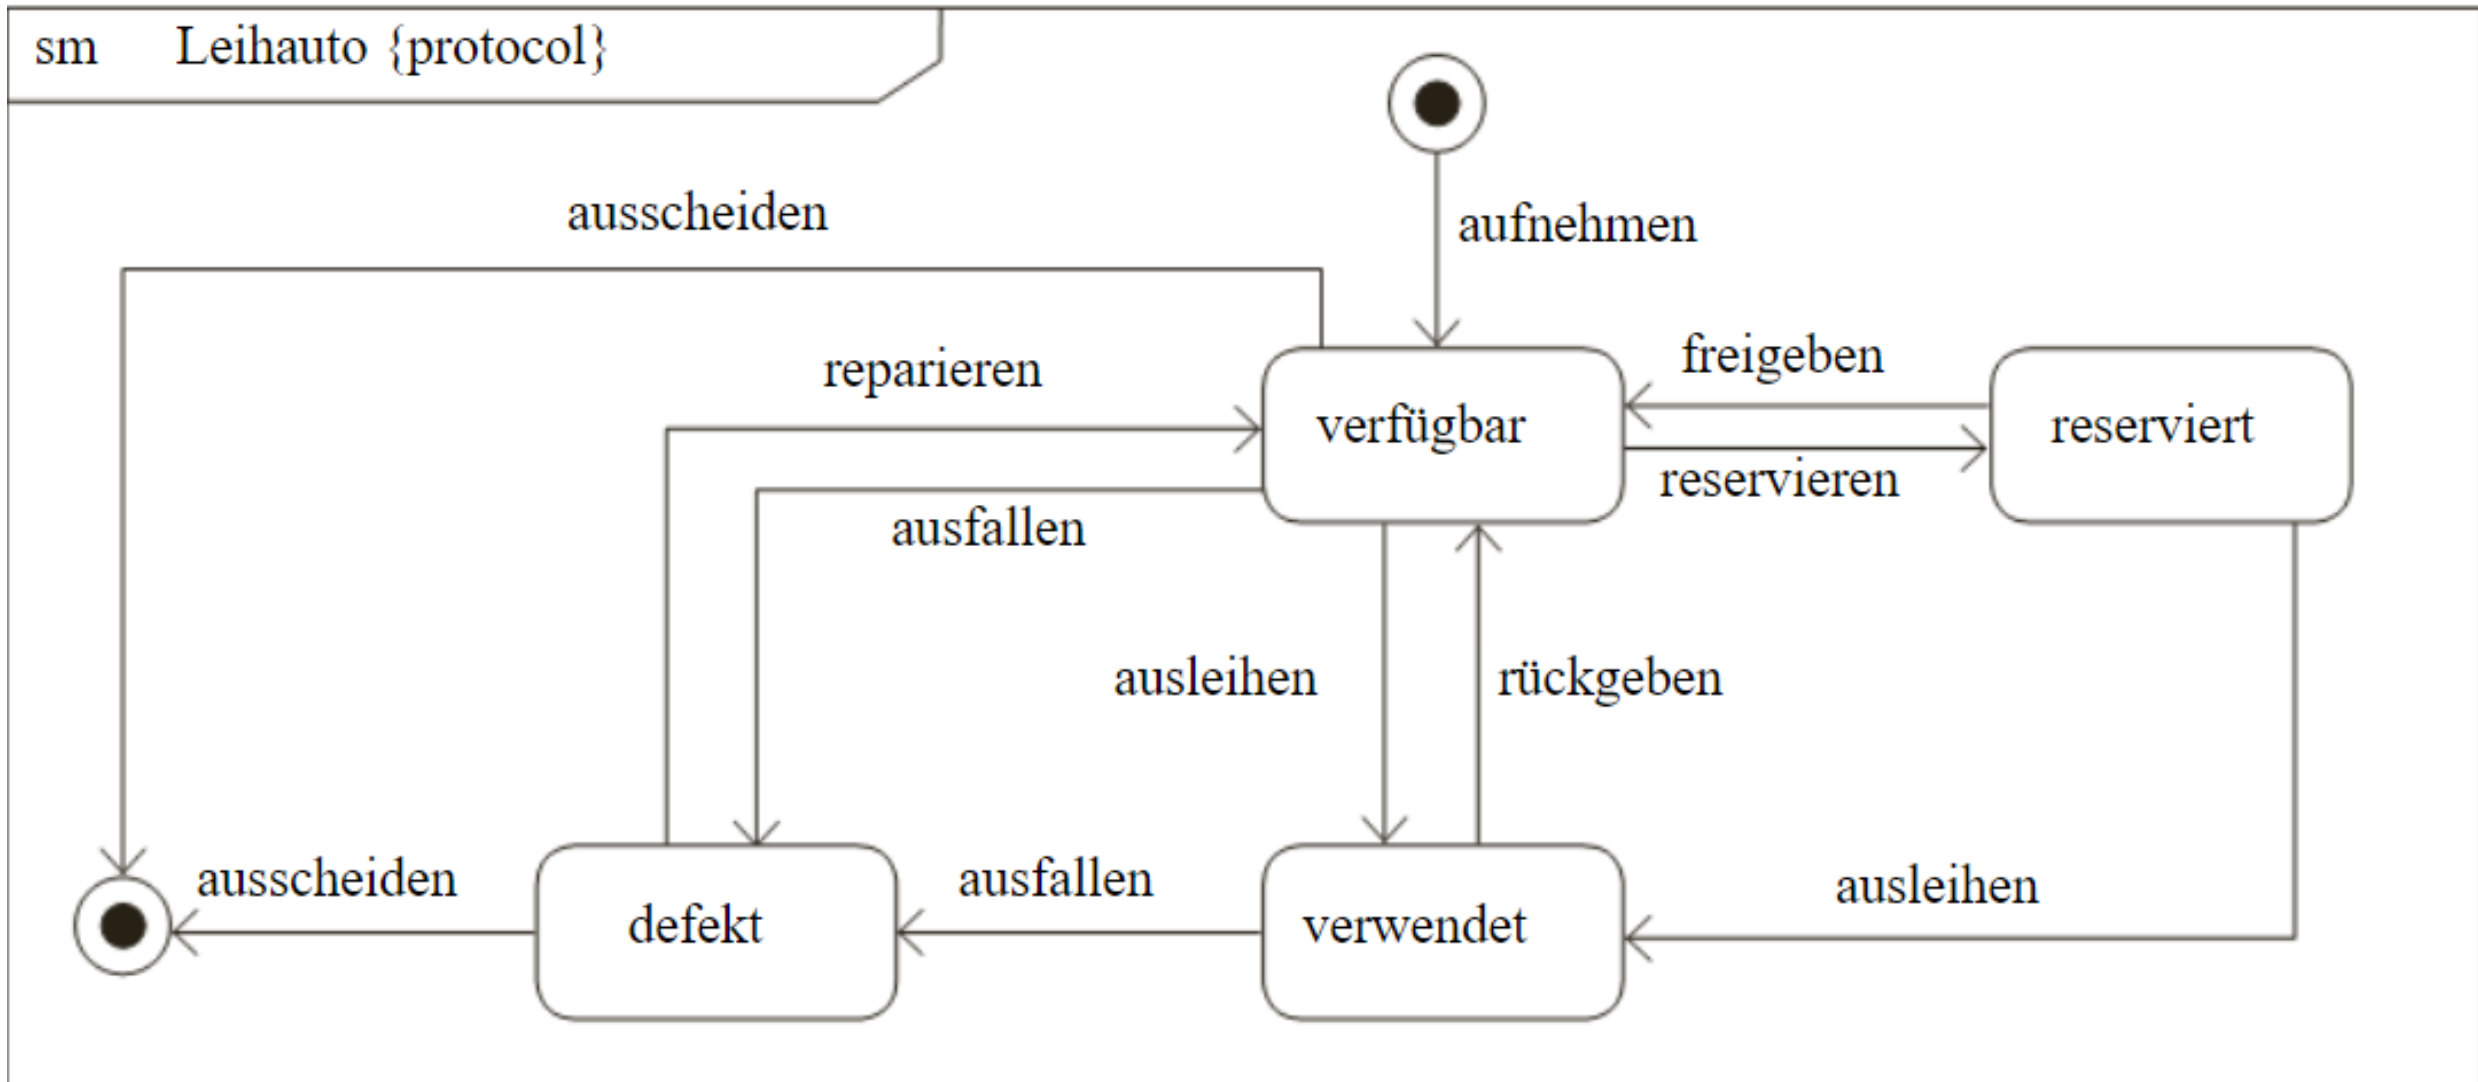 sm Leihauto {protocol}
ausscheiden
aufnehmen
reparieren
freigeben
verfügbar
reserviert
reservieren
ausfallen
ausleihen
rückgeben
ausscheiden
ausfallen
ausleihen
defekt
verwendet